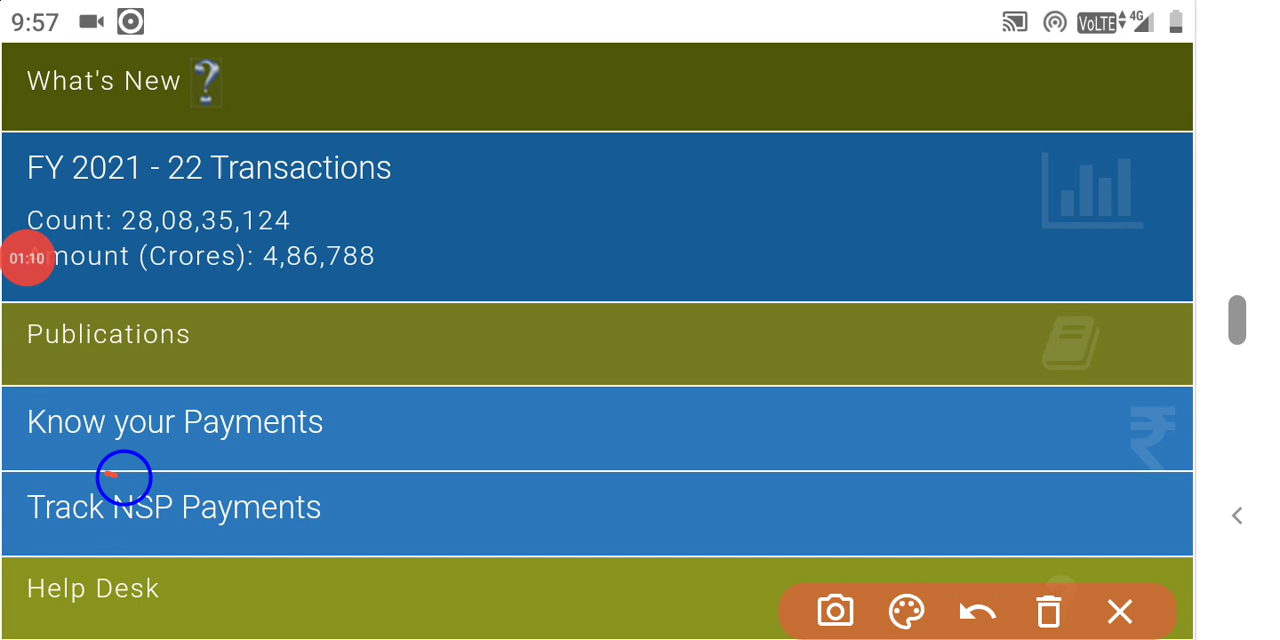 9:57
VoLTE 4G
What's New
FY 2021 - 22 Transactions
Count: 28,08,35,124
01:10
Amount (Crores): 4,86,788
Publications
Know your Payments
Track NSP Payments
Help Desk